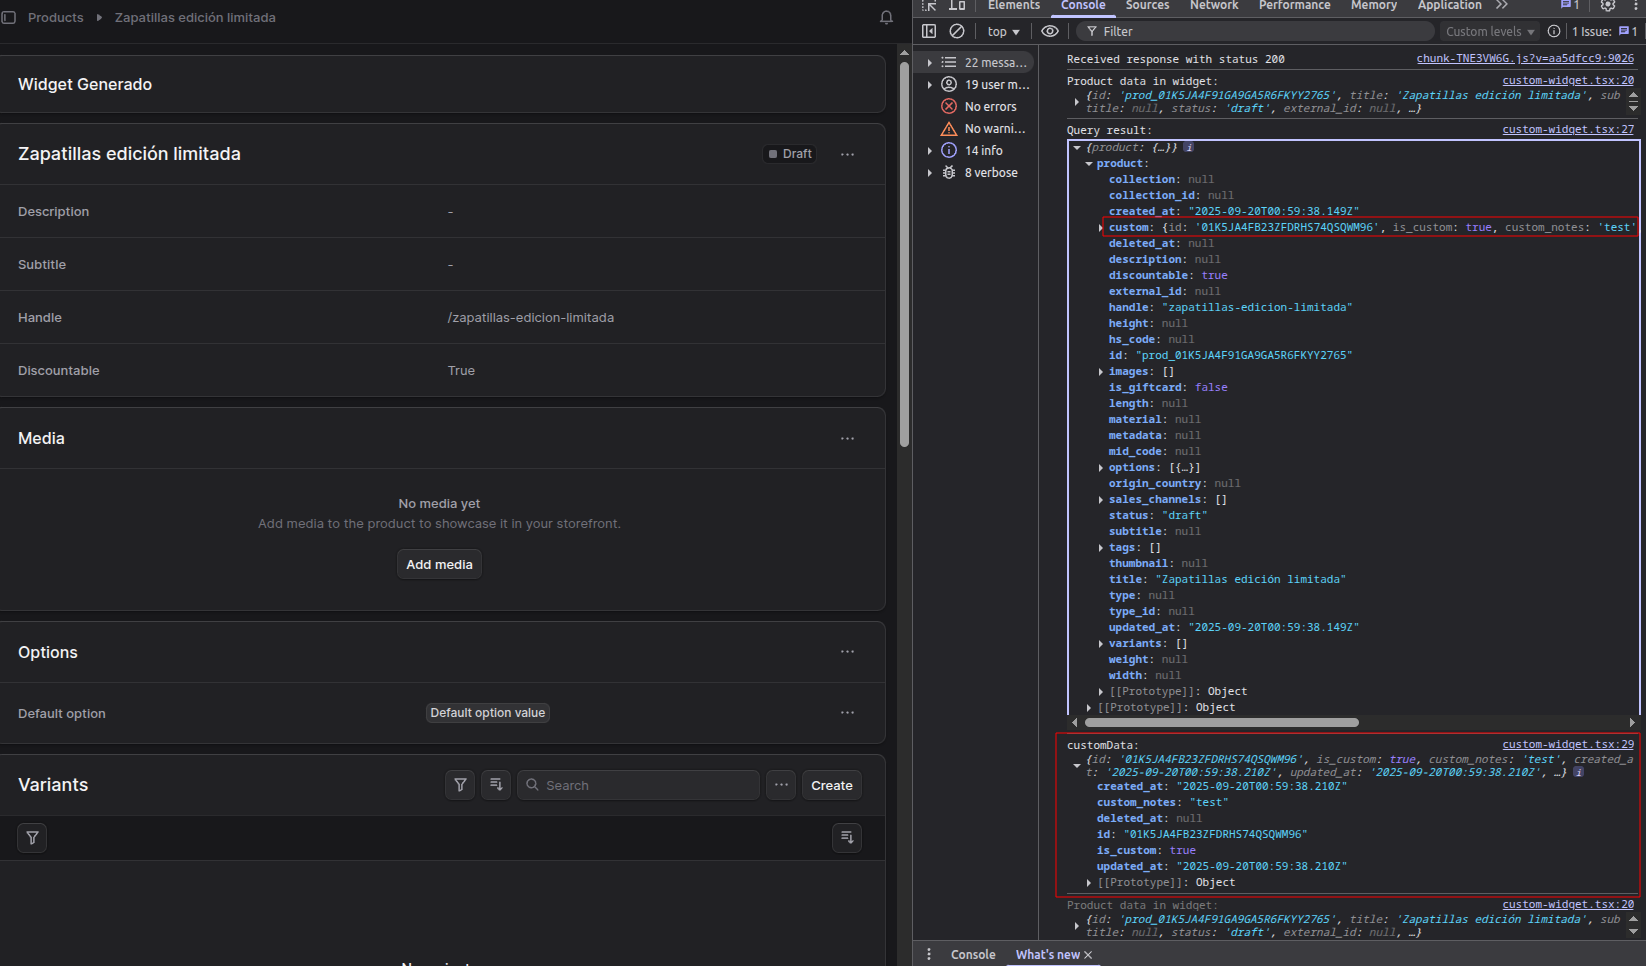 Products ▸ Zapatillas edición limitada
Widget Generado
Zapatillas edición limitada
Draft
Description -
Subtitle -
Handle /zapatillas-edicion-limitada
Discountable True
Media
No media yet
Add media to the product to showcase it in your storefront.
Add media
Options
Default option Default option value
Variants
Search
Create
Elements Console Sources Network Performance Memory Application 1
top Filter Custom levels 1 Issue: 1
22 messa...
19 user m...
No errors
No warni...
14 info
8 verbose
Received response with status 200 chunk-TNE3VW6G.js?v=aa5dfcc9:9026
Product data in widget: custom-widget.tsx:20
{id: 'prod_01K5JA4F91GA9GA5R6FKYY2765', title: 'Zapatillas edición limitada', sub
title: null, status: 'draft', external_id: null, …}
Query result: custom-widget.tsx:27
{product: {…}} i
product:
collection: null
collection_id: null
created_at: "2025-09-20T00:59:38.149Z"
custom: {id: '01K5JA4FB23ZFDRHS74QSQWM96', is_custom: true, custom_notes: 'test'
deleted_at: null
description: null
discountable: true
external_id: null
handle: "zapatillas-edicion-limitada"
height: null
hs_code: null
id: "prod_01K5JA4F91GA9GA5R6FKYY2765"
images: []
is_giftcard: false
length: null
material: null
metadata: null
mid_code: null
options: [{…}]
origin_country: null
sales_channels: []
status: "draft"
subtitle: null
tags: []
thumbnail: null
title: "Zapatillas edición limitada"
type: null
type_id: null
updated_at: "2025-09-20T00:59:38.149Z"
variants: []
weight: null
width: null
[[Prototype]]: Object
[[Prototype]]: Object
customData: custom-widget.tsx:29
{id: '01K5JA4FB23ZFDRHS74QSQWM96', is_custom: true, custom_notes: 'test', created_a
t: '2025-09-20T00:59:38.210Z', updated_at: '2025-09-20T00:59:38.210Z', …} i
created_at: "2025-09-20T00:59:38.210Z"
custom_notes: "test"
deleted_at: null
id: "01K5JA4FB23ZFDRHS74QSQWM96"
is_custom: true
updated_at: "2025-09-20T00:59:38.210Z"
[[Prototype]]: Object
Product data in widget: custom-widget.tsx:20
{id: 'prod_01K5JA4F91GA9GA5R6FKYY2765', title: 'Zapatillas edición limitada', sub
title: null, status: 'draft', external_id: null, …}
Console What's new